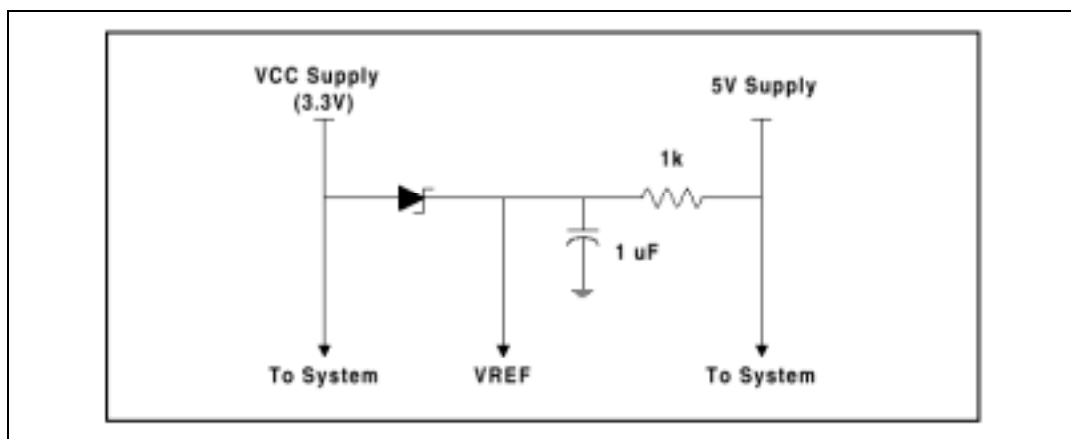 VCC Supply
(3.3V)
5V Supply
1k
1 uF
To System
VREF
To System